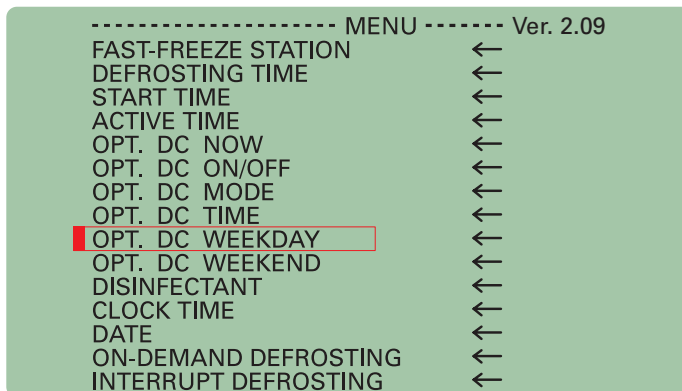 --------------------- MENU ------- Ver. 2.09
FAST-FREEZE STATION ←
DEFROSTING TIME ←
START TIME ←
ACTIVE TIME ←
OPT. DC NOW ←
OPT. DC ON/OFF ←
OPT. DC MODE ←
OPT. DC TIME ←
OPT. DC WEEKDAY ←
OPT. DC WEEKEND ←
DISINFECTANT ←
CLOCK TIME ←
DATE ←
ON-DEMAND DEFROSTING ←
INTERRUPT DEFROSTING ←